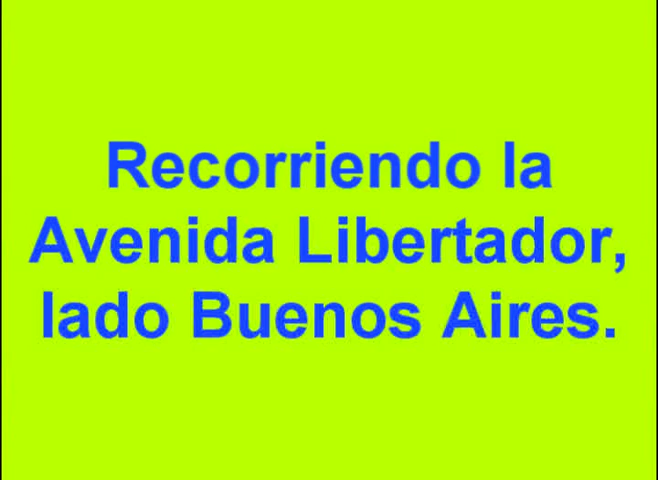 Recorriendo la
Avenida Libertador,
lado Buenos Aires.